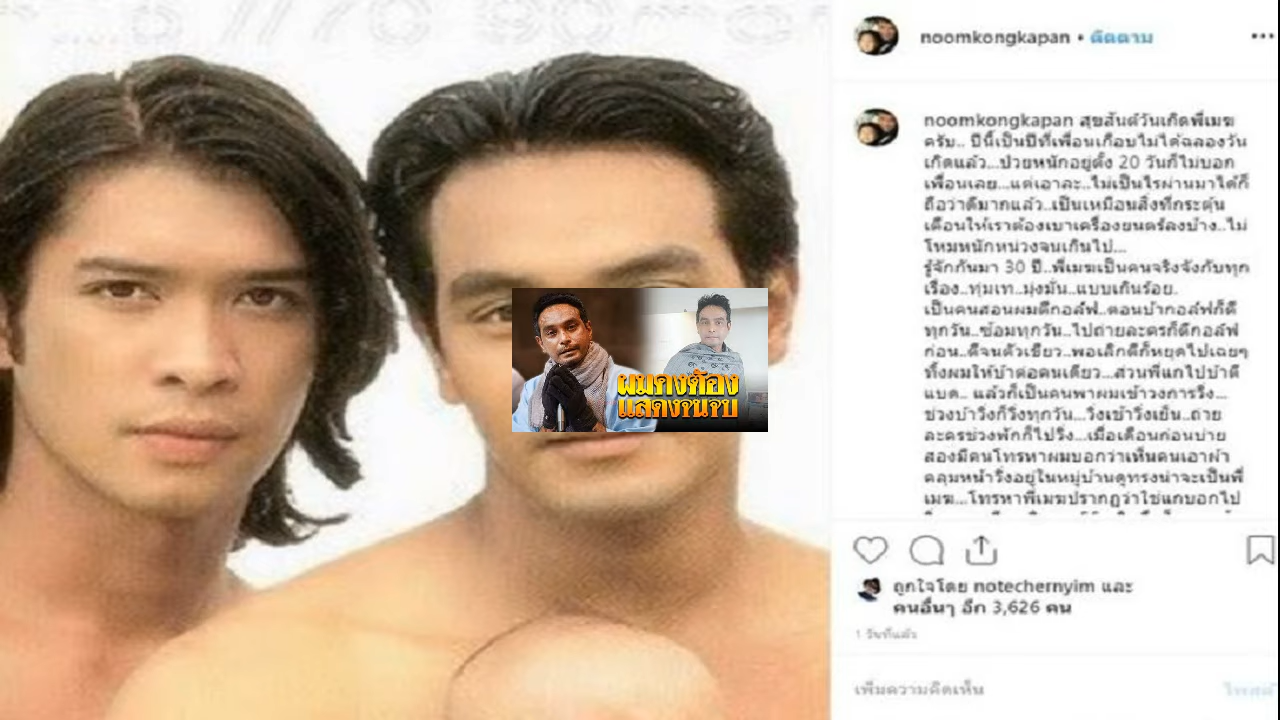 noomkongkapan • ติดตาม
noomkongkapan สุขสันต์วันเกิดพี่เมฆ
ครับ.. ปีนี้เป็นปีที่เพื่อนเกือบไม่ได้ฉลองวัน
เกิดแล้ว...ป่วยหนักอยู่ตั้ง 20 วันก็ไม่บอก
เพื่อนเลย...แต่เอาละ..ไม่เป็นไรผ่านมาได้ก็
ถือว่าดีมากแล้ว..เป็นเหมือนสิ่งที่กระตุ้น
เตือนให้เราต้องเบาเครื่องยนตร์ลงบ้าง..ไม่
โหมหนักหน่วงจนเกินไป...
รู้จักกันมา 30 ปี..พี่เมฆเป็นคนจริงจังกับทุก
เรื่อง..ทุ่มเท..มุ่งมั่น..แบบเกินร้อย.
เป็นคนสอนผมตีกอล์ฟ..ตอนบ้ากอล์ฟก็ตี
ทุกวัน..ซ้อมทุกวัน..ไปถ่ายละครก็ตีกอล์ฟ
ก่อน..ตีจนตัวเขียว..พอเลิกตีก็หยุดไปเฉยๆ
ทิ้งผมให้บ้าต่อคนเดียว...ส่วนพี่แกไปบ้าตี
แบด.. แล้วก็เป็นคนพาผมเข้าวงการวิ่ง...
ช่วงบ้าวิ่งก็วิ่งทุกวัน...วิ่งเช้าวิ่งเย็น..ถ่าย
ละครช่วงพักก็ไปวิ่ง...เมื่อเดือนก่อนบ่าย
สองมีคนโทรหาผมบอกว่าเห็นคนเอาผ้า
คลุมหน้าวิ่งอยู่ในหมู่บ้านดูทรงน่าจะเป็นพี่
เมฆ...โทรหาพี่เมฆปรากฏว่าใช่แกบอกไป
ผมคงต้อง
แสดงจนจบ
ถูกใจโดย notechernyim และ
คนอื่นๆ อีก 3,626 คน
1 วันที่แล้ว
เพิ่มความคิดเห็น